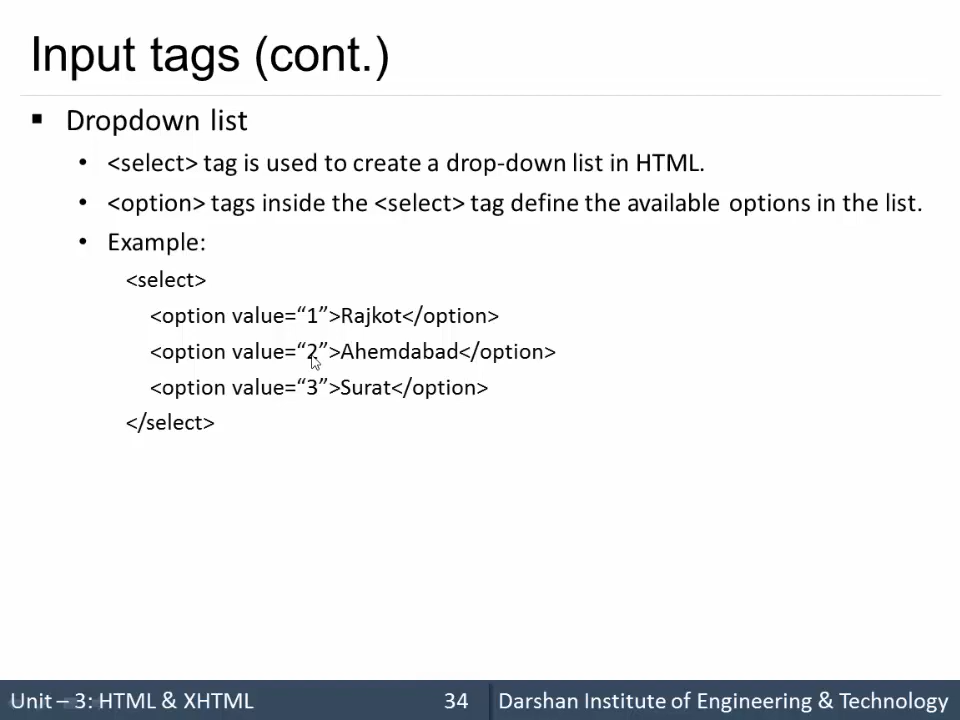 Input tags (cont.)
▪ Dropdown list
• <select> tag is used to create a drop-down list in HTML.
• <option> tags inside the <select> tag define the available options in the list.
• Example:
<select>
<option value=“1”>Rajkot</option>
<option value=“2”>Ahemdabad</option>
<option value=“3”>Surat</option>
</select>
Unit – 3: HTML & XHTML 34 Darshan Institute of Engineering & Technology